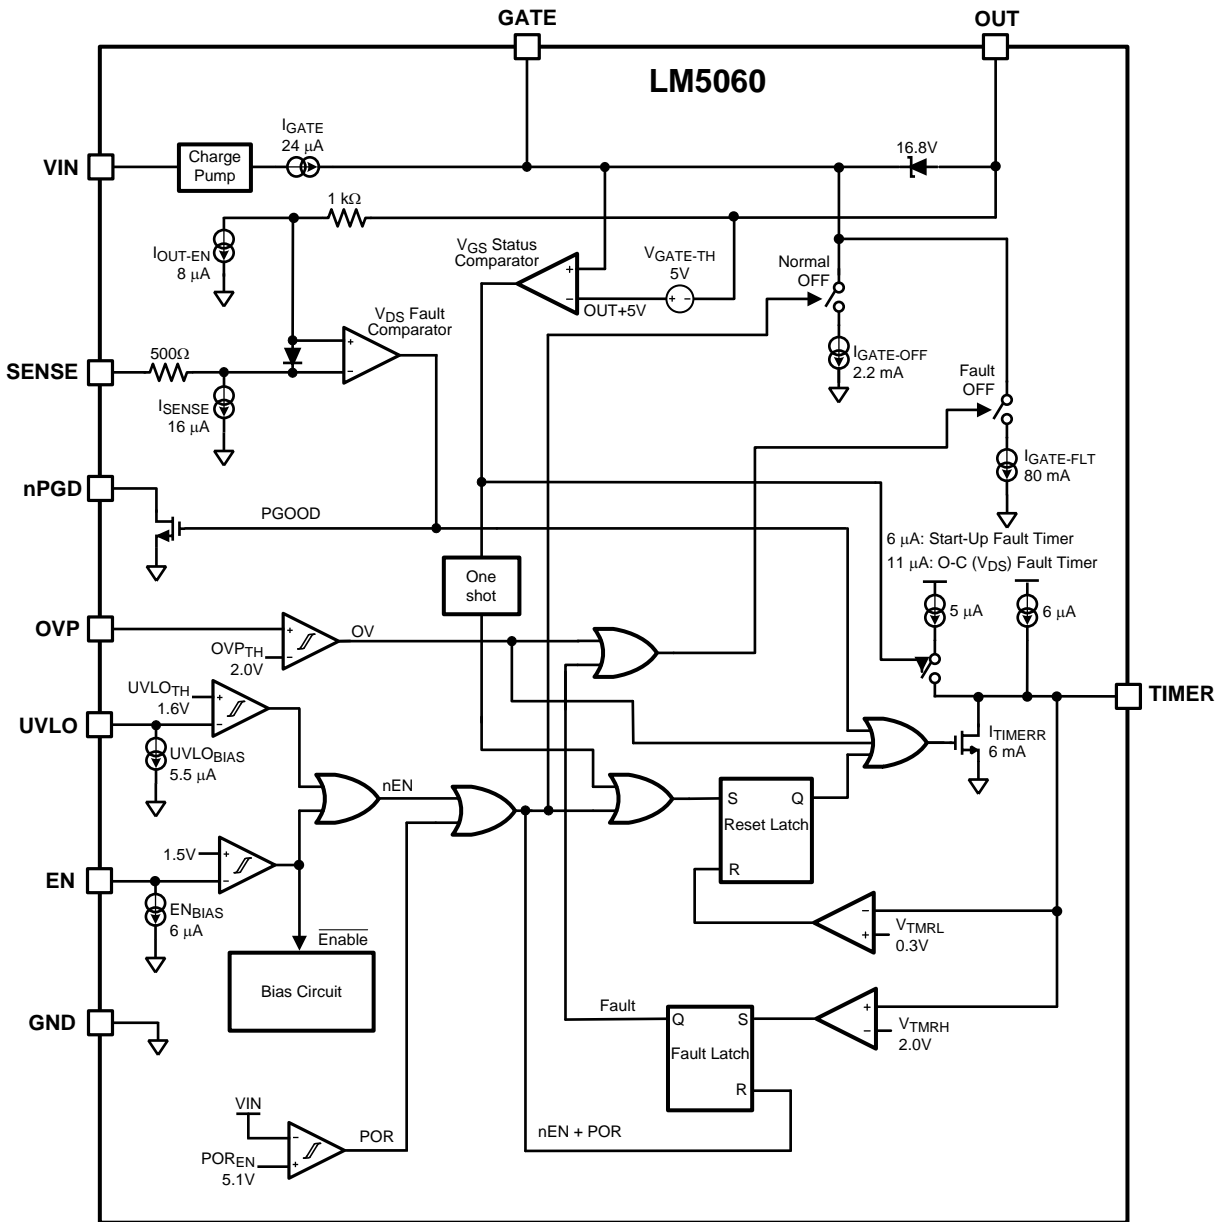 GATE
OUT
LM5060
IGATE
24 µA
VIN
Charge
Pump
16.8V
1 kΩ
IOUT-EN
8 µA
VGS Status
Comparator
+
−
VGATE-TH
5V
+ −
OUT+5V
Normal
OFF
IGATE-OFF
2.2 mA
VDS Fault
Comparator
+
−
SENSE
500Ω
ISENSE
16 µA
Fault
OFF
IGATE-FLT
80 mA
nPGD
PGOOD
6 µA: Start-Up Fault Timer
11 µA: O-C (VDS) Fault Timer
One
shot
5 µA
6 µA
OVP
+
−
OV
OVPTH
2.0V
UVLOTH
1.6V
+
−
UVLO
UVLOBIAS
5.5 µA
TIMER
ITIMERR
6 mA
nEN
S
Q
Reset Latch
R
1.5V
+
−
EN
ENBIAS
6 µA
Enable
Bias Circuit
−
+
VTMRL
0.3V
GND
Fault
Q
S
Fault Latch
R
+
−
VTMRH
2.0V
VIN
−
+
POR
POREN
5.1V
nEN + POR